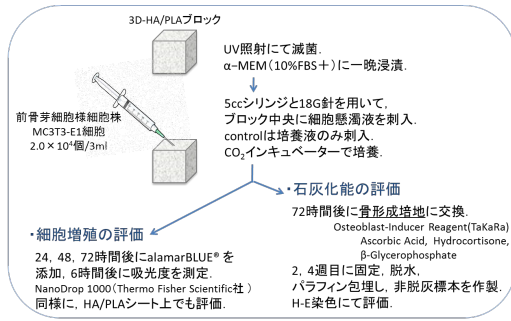 3D-HA/PLAブロック
UV照射にて滅菌.
α-MEM(10%FBS+)に一晩浸漬.
5ccシリンジと18G針を用いて,
ブロック中央に細胞懸濁液を刺入.
controlは培養液のみ刺入.
CO₂インキュベーターで培養.
前骨芽細胞様細胞株
MC3T3-E1細胞
2.0×10⁴個/3ml
・細胞増殖の評価
24, 48, 72時間後にalamarBLUE® を
添加, 6時間後に吸光度を測定.
NanoDrop 1000(Thermo Fisher Scientific社 )
同様に, HA/PLAシート上でも評価.
・石灰化能の評価
72時間後に骨形成培地に交換.
Osteoblast-Inducer Reagent(TaKaRa)
Ascorbic Acid, Hydrocortisone,
β-Glycerophosphate
2, 4週目に固定, 脱水,
パラフィン包埋し, 非脱灰標本を作製.
H-E染色にて評価.